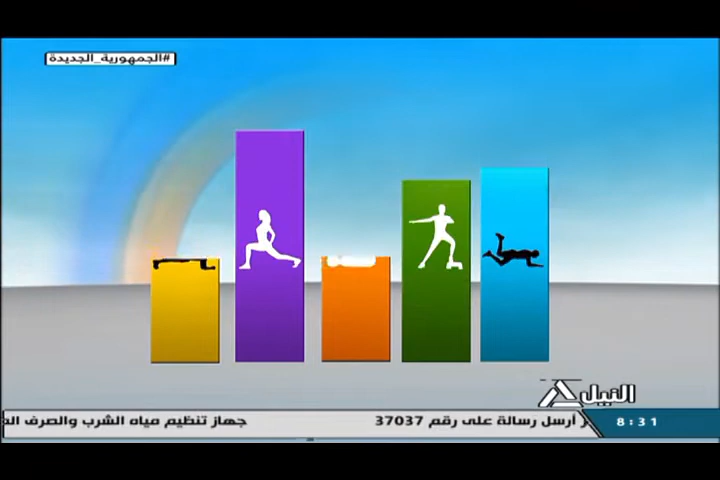 #الجمهورية_الجديدة
النيل
8:31
أرسل رسالة على رقم 37037
جهاز تنظيم مياه الشرب والصرف